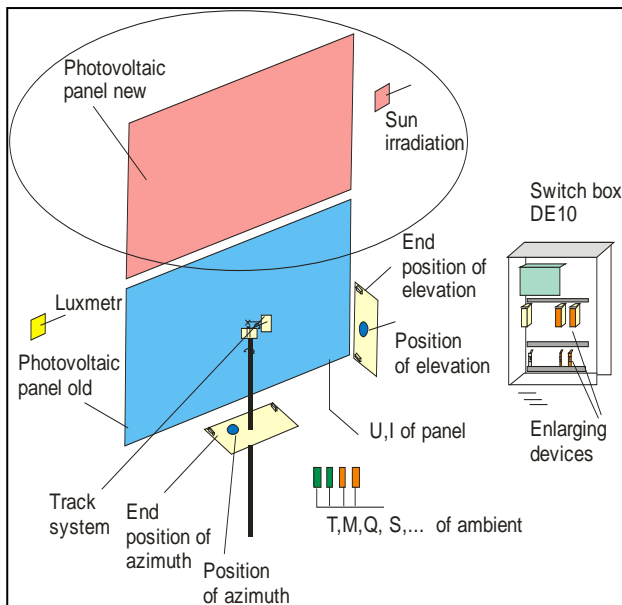 Photovoltaic
panel new
Sun
irradiation
Switch box
DE10
End
position of
elevation
Luxmetr
Position
of elevation
Photovoltaic
panel old
U,I of panel
Enlarging
devices
Track
system
End
position of
azimuth
Position
of azimuth
T,M,Q, S,... of ambient